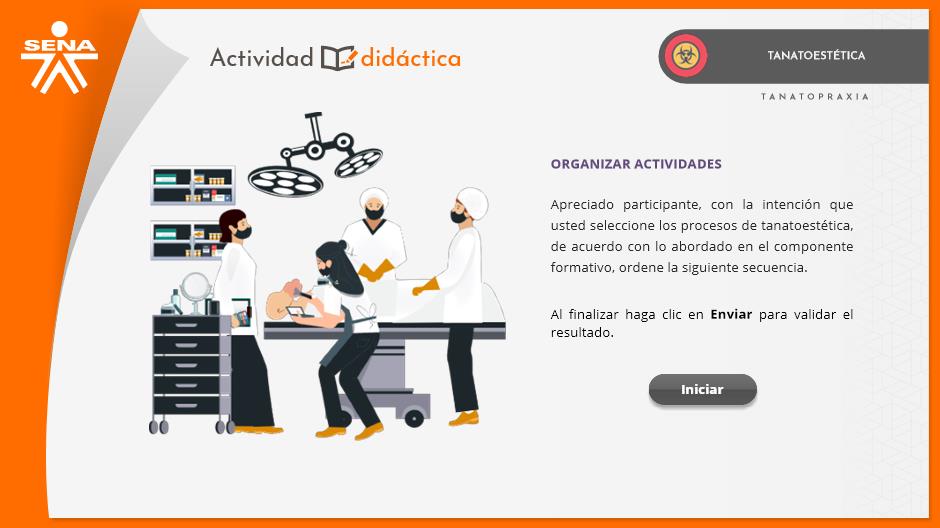 SENA
Actividad didáctica
TANATOESTÉTICA
TANATOPRAXIA
ORGANIZAR ACTIVIDADES
Apreciado participante, con la intención que
usted seleccione los procesos de tanatoestética,
de acuerdo con lo abordado en el componente
formativo, ordene la siguiente secuencia.
Al finalizar haga clic en Enviar para validar el
resultado.
Iniciar